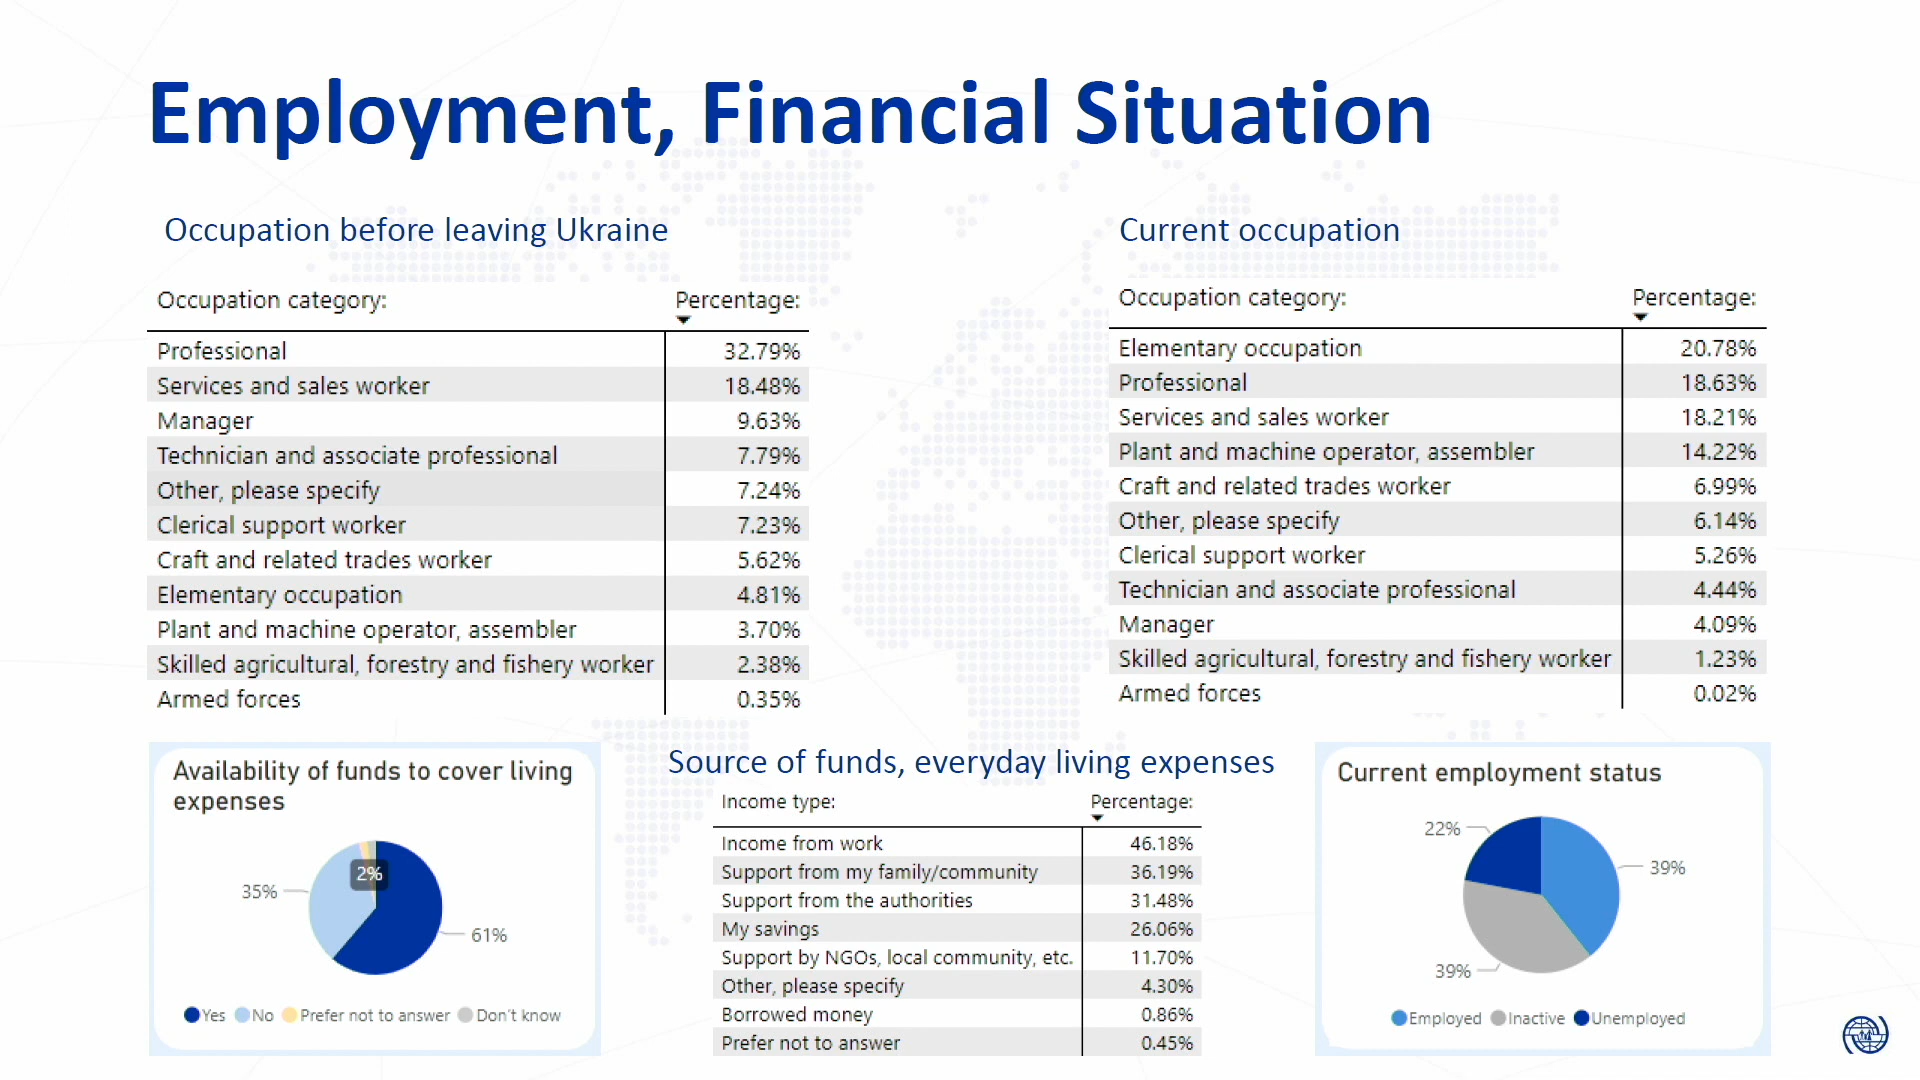 Employment, Financial Situation
Occupation before leaving Ukraine
Occupation category: Percentage:
Professional 32.79%
Services and sales worker 18.48%
Manager 9.63%
Technician and associate professional 7.79%
Other, please specify 7.24%
Clerical support worker 7.23%
Craft and related trades worker 5.62%
Elementary occupation 4.81%
Plant and machine operator, assembler 3.70%
Skilled agricultural, forestry and fishery worker 2.38%
Armed forces 0.35%
Current occupation
Occupation category: Percentage:
Elementary occupation 20.78%
Professional 18.63%
Services and sales worker 18.21%
Plant and machine operator, assembler 14.22%
Craft and related trades worker 6.99%
Other, please specify 6.14%
Clerical support worker 5.26%
Technician and associate professional 4.44%
Manager 4.09%
Skilled agricultural, forestry and fishery worker 1.23%
Armed forces 0.02%
Availability of funds to cover living
expenses
2%
35%
61%
Yes No Prefer not to answer Don't know
Source of funds, everyday living expenses
Income type: Percentage:
Income from work 46.18%
Support from my family/community 36.19%
Support from the authorities 31.48%
My savings 26.06%
Support by NGOs, local community, etc. 11.70%
Other, please specify 4.30%
Borrowed money 0.86%
Prefer not to answer 0.45%
Current employment status
22%
39%
39%
Employed Inactive Unemployed